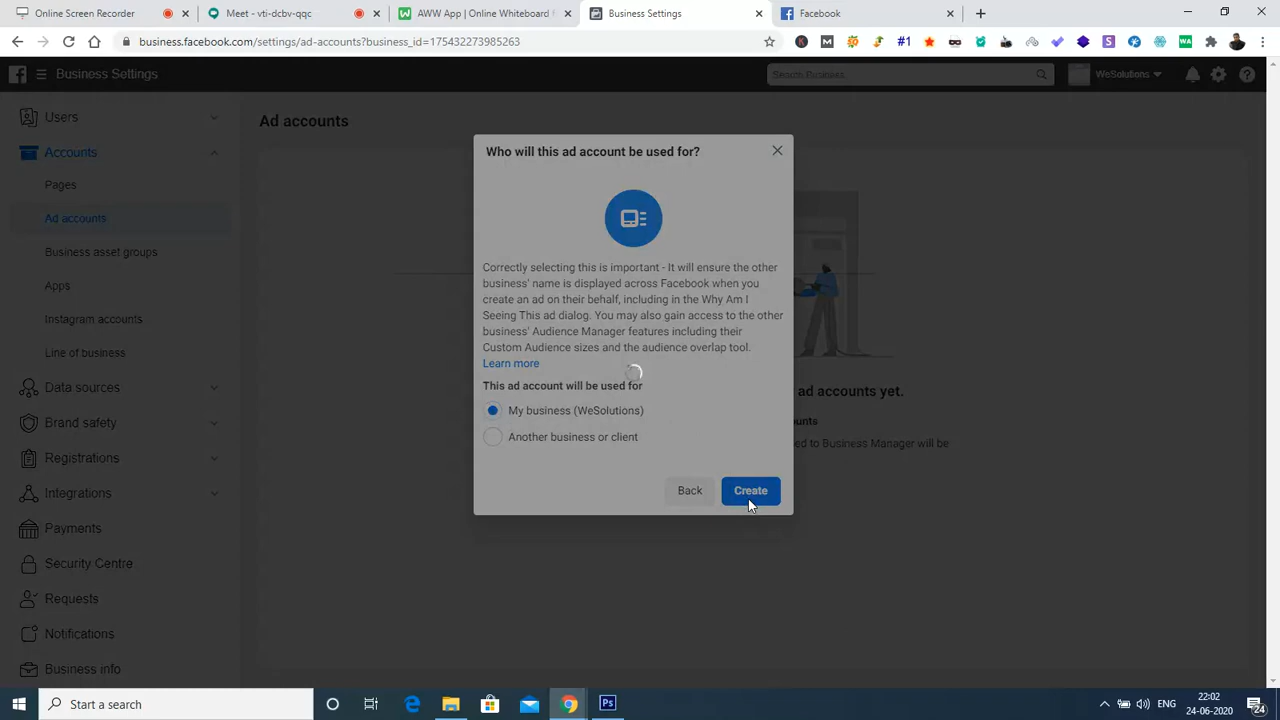 Online Screen Recorder
Meet - vti-dcbv-qqc
AWW App | Online Whiteboard f
Business Settings
Facebook
business.facebook.com/settings/ad-accounts?business_id=175432273985263
#1
Business Settings
Search Business
WeSolutions
Users
Accounts
Pages
Ad accounts
Business asset groups
Apps
Instagram accounts
Line of business
Data sources
Brand safety
Registrations
Integrations
Payments
Security Centre
Requests
Notifications
Business info
Ad accounts
ad accounts yet.
ounts
ed to Business Manager will be
Who will this ad account be used for?
Correctly selecting this is important - It will ensure the other
business' name is displayed across Facebook when you
create an ad on their behalf, including in the Why Am I
Seeing This ad dialog. You may also gain access to the other
business' Audience Manager features including their
Custom Audience sizes and the audience overlap tool.
Learn more
This ad account will be used for
My business (WeSolutions)
Another business or client
Back
Create
Start a search
Ps
ENG
22:02
24-06-2020
24